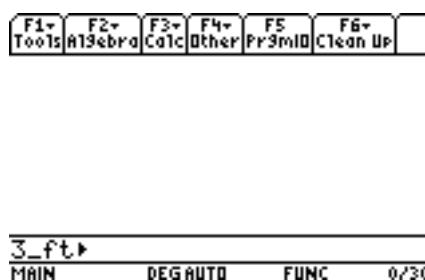 F1▾ F2▾ F3▾ F4▾ F5 F6▾
Tools Algebra Calc Other PrgmIO Clean Up
3_ft▸
MAIN DEG AUTO FUNC 0/30